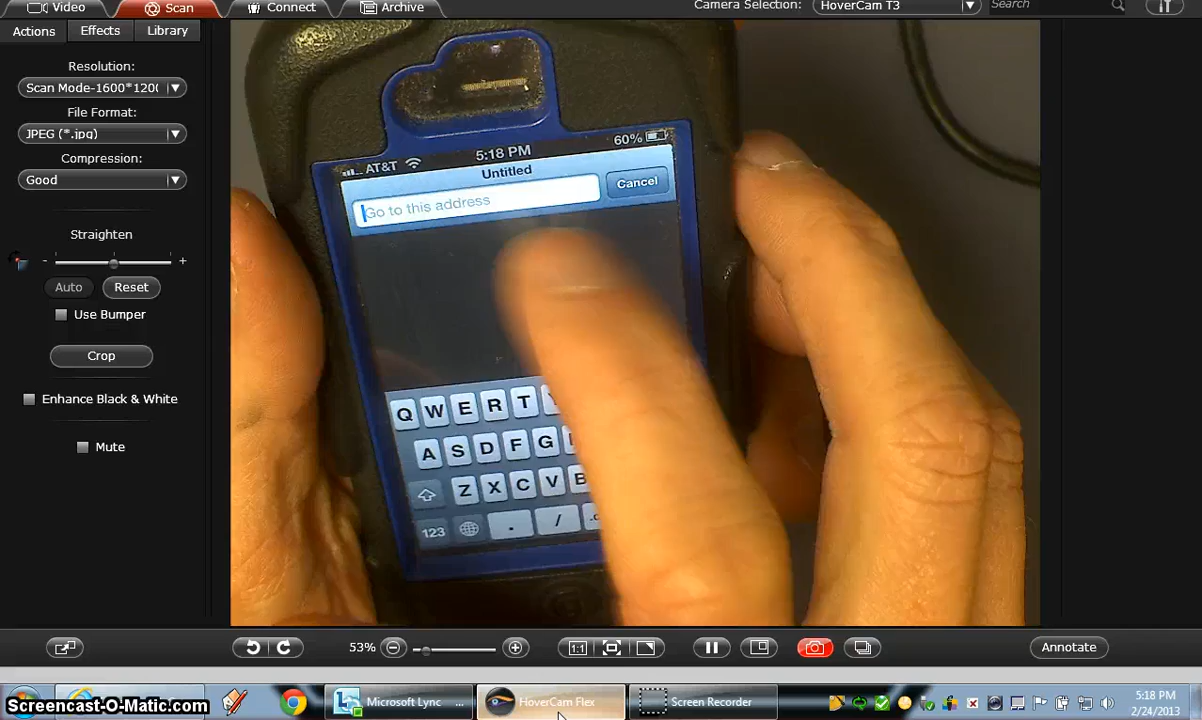 Video
Scan
Connect
Archive
Camera Selection:
HoverCam T3
Search
Actions
Effects
Library
Resolution:
Scan Mode-1600*1200
File Format:
JPEG (*.jpg)
Compression:
Good
Straighten
- +
Auto
Reset
Use Bumper
Crop
Enhance Black & White
Mute
AT&T
5:18 PM
60%
Untitled
Go to this address
Cancel
Q W E R T
A S D F G
Z X C V B
123 . /
53%
1:1
Annotate
Screencast-O-Matic.com
Microsoft Lync ...
HoverCam Flex
Screen Recorder
5:18 PM
2/24/2013